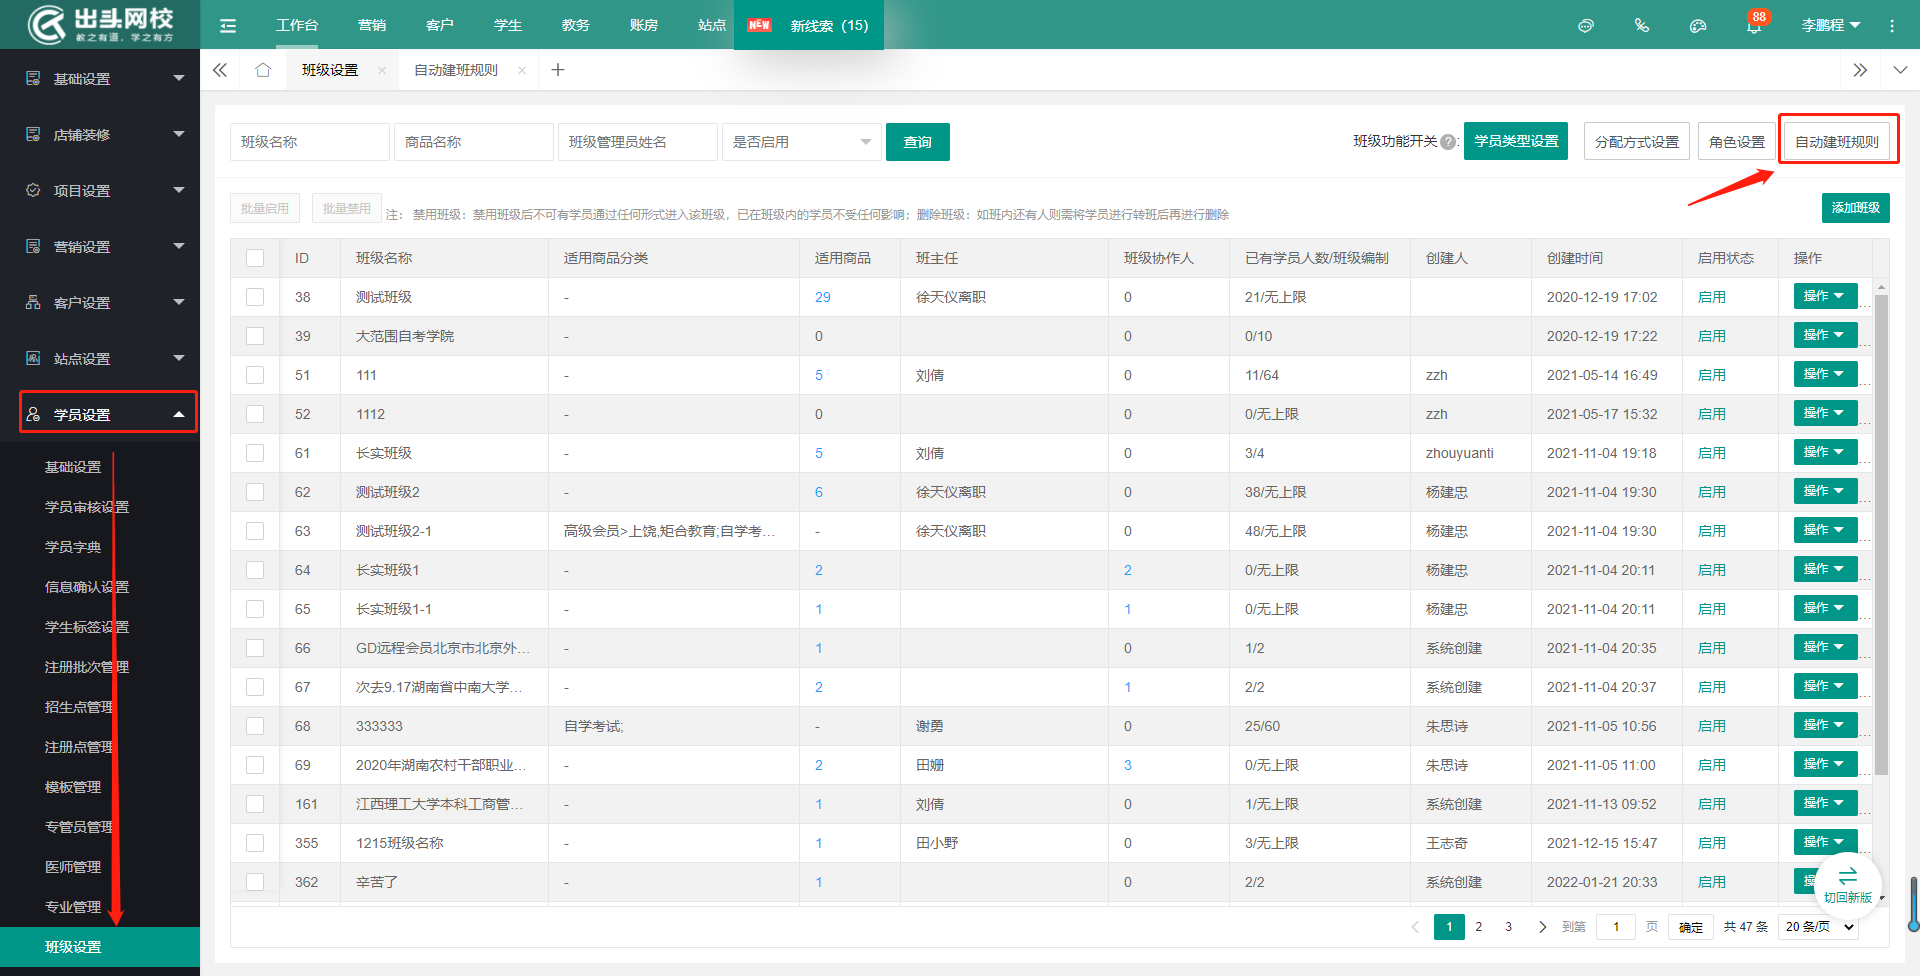 出头网校
教之有道，学之有方
工作台
营销
客户
学生
教务
账房
站点
NEW 新线索（15）
88
李鹏程
班级设置
自动建班规则
基础设置
店铺装修
项目设置
营销设置
客户设置
站点设置
学员设置
基础设置
学员审核设置
学员字典
信息确认设置
学生标签设置
注册批次管理
招生点管理
注册点管理
模板管理
专管员管理
医师管理
专业管理
班级设置
班级名称
商品名称
班级管理员姓名
是否启用
查询
班级功能开关?:
学员类型设置
分配方式设置
角色设置
自动建班规则
批量启用
批量禁用
注： 禁用班级：禁用班级后不可有学员通过任何形式进入该班级，已在班级内的学员不受任何影响；删除班级：如班内还有人则需将学员进行转班后再进行删除
添加班级
ID 班级名称 适用商品分类 适用商品 班主任 班级协作人 已有学员人数/班级编制 创建人 创建时间 启用状态 操作
38 测试班级 - 29 徐天仪离职 0 21/无上限 2020-12-19 17:02 启用 操作 ...
39 大范围自考学院 - 0 0 0/10 2020-12-19 17:22 启用 操作 ...
51 111 - 5 刘倩 0 11/64 zzh 2021-05-14 16:49 启用 操作 ...
52 1112 - 0 0 0/无上限 zzh 2021-05-17 15:32 启用 操作 ...
61 长实班级 - 5 刘倩 0 3/4 zhouyuanti 2021-11-04 19:18 启用 操作 ...
62 测试班级2 - 6 徐天仪离职 0 38/无上限 杨建忠 2021-11-04 19:30 启用 操作 ...
63 测试班级2-1 高级会员>上饶,矩合教育;自学考... - 徐天仪离职 0 48/无上限 杨建忠 2021-11-04 19:30 启用 操作 ...
64 长实班级1 - 2 2 0/无上限 杨建忠 2021-11-04 20:11 启用 操作 ...
65 长实班级1-1 - 1 1 0/无上限 杨建忠 2021-11-04 20:11 启用 操作 ...
66 GD远程会员北京市北京外... - 1 0 1/2 系统创建 2021-11-04 20:35 启用 操作 ...
67 次去9.17湖南省中南大学... - 2 1 2/2 系统创建 2021-11-04 20:37 启用 操作 ...
68 333333 自学考试; - 谢勇 0 25/60 朱思诗 2021-11-05 10:56 启用 操作 ...
69 2020年湖南农村干部职业... - 2 田姗 3 0/无上限 朱思诗 2021-11-05 11:00 启用 操作 ...
161 江西理工大学本科工商管... - 1 刘倩 0 1/无上限 系统创建 2021-11-13 09:52 启用 操作 ...
355 1215班级名称 - 1 田小野 0 3/无上限 王志奇 2021-12-15 15:47 启用 操作
362 辛苦了 - 1 0 2/2 系统创建 2022-01-21 20:33 启用
切回新版
1 2 3 到第 1 页 确定 共 47 条 20 条/页